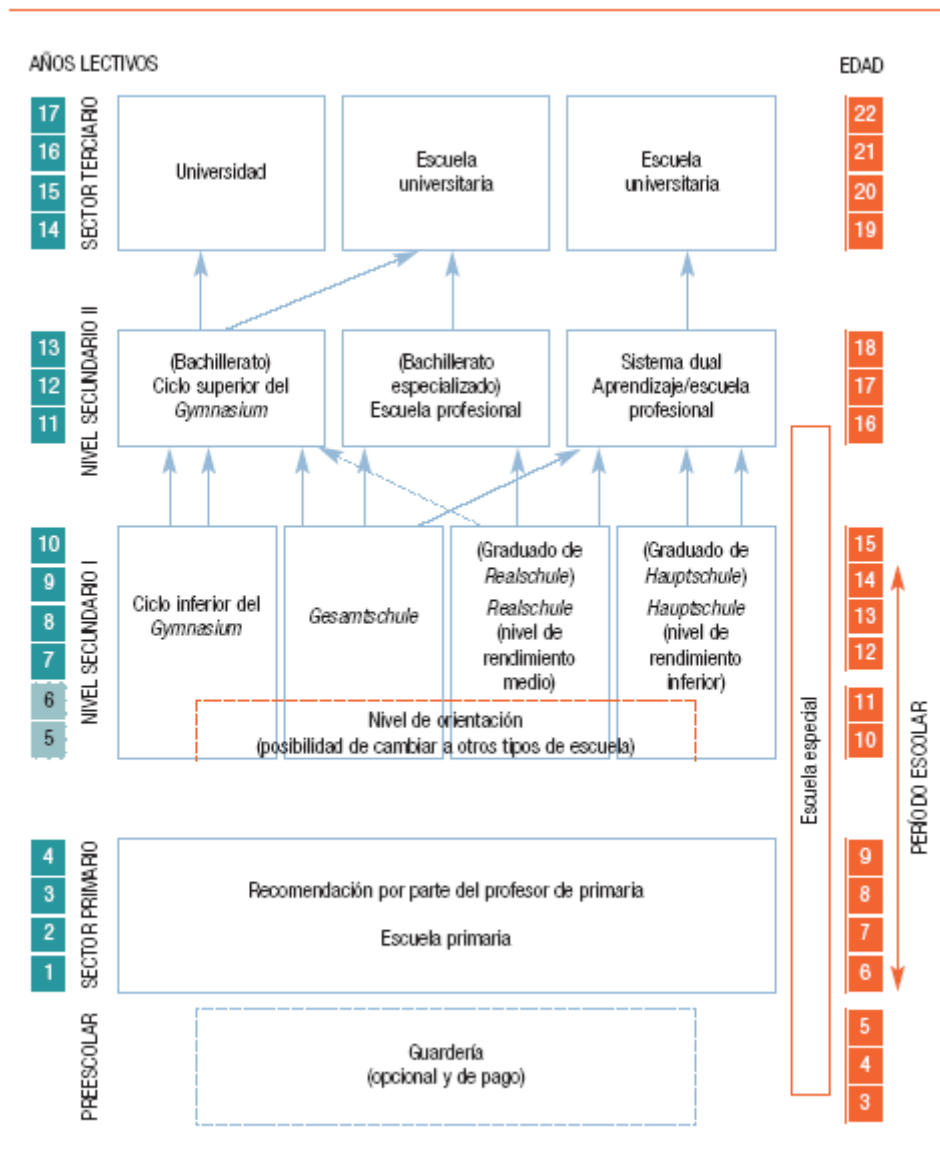 AÑOS LECTIVOS
EDAD
17
16
15
14
SECTOR TERCIARIO
Universidad
Escuela
universitaria
Escuela
universitaria
22
21
20
19
13
12
11
NIVEL SECUNDARIO II
(Bachillerato)
Ciclo superior del
Gymnasium
(Bachillerato
especializado)
Escuela profesional
Sistema dual
Aprendizaje/escuela
profesional
18
17
16
10
9
8
7
6
5
NIVEL SECUNDARIO I
Ciclo inferior del
Gymnasium
Gesamtschule
(Graduado de
Realschule)
Realschule
(nivel de
rendimiento
medio)
(Graduado de
Hauptschule)
Hauptschule
(nivel de
rendimiento
inferior)
Nivel de orientación
(posibilidad de cambiar a otros tipos de escuela)
15
14
13
12
11
10
Escuela especial
PERÍODO ESCOLAR
4
3
2
1
SECTOR PRIMARIO
Recomendación por parte del profesor de primaria
Escuela primaria
9
8
7
6
PREESCOLAR
Guardería
(opcional y de pago)
5
4
3